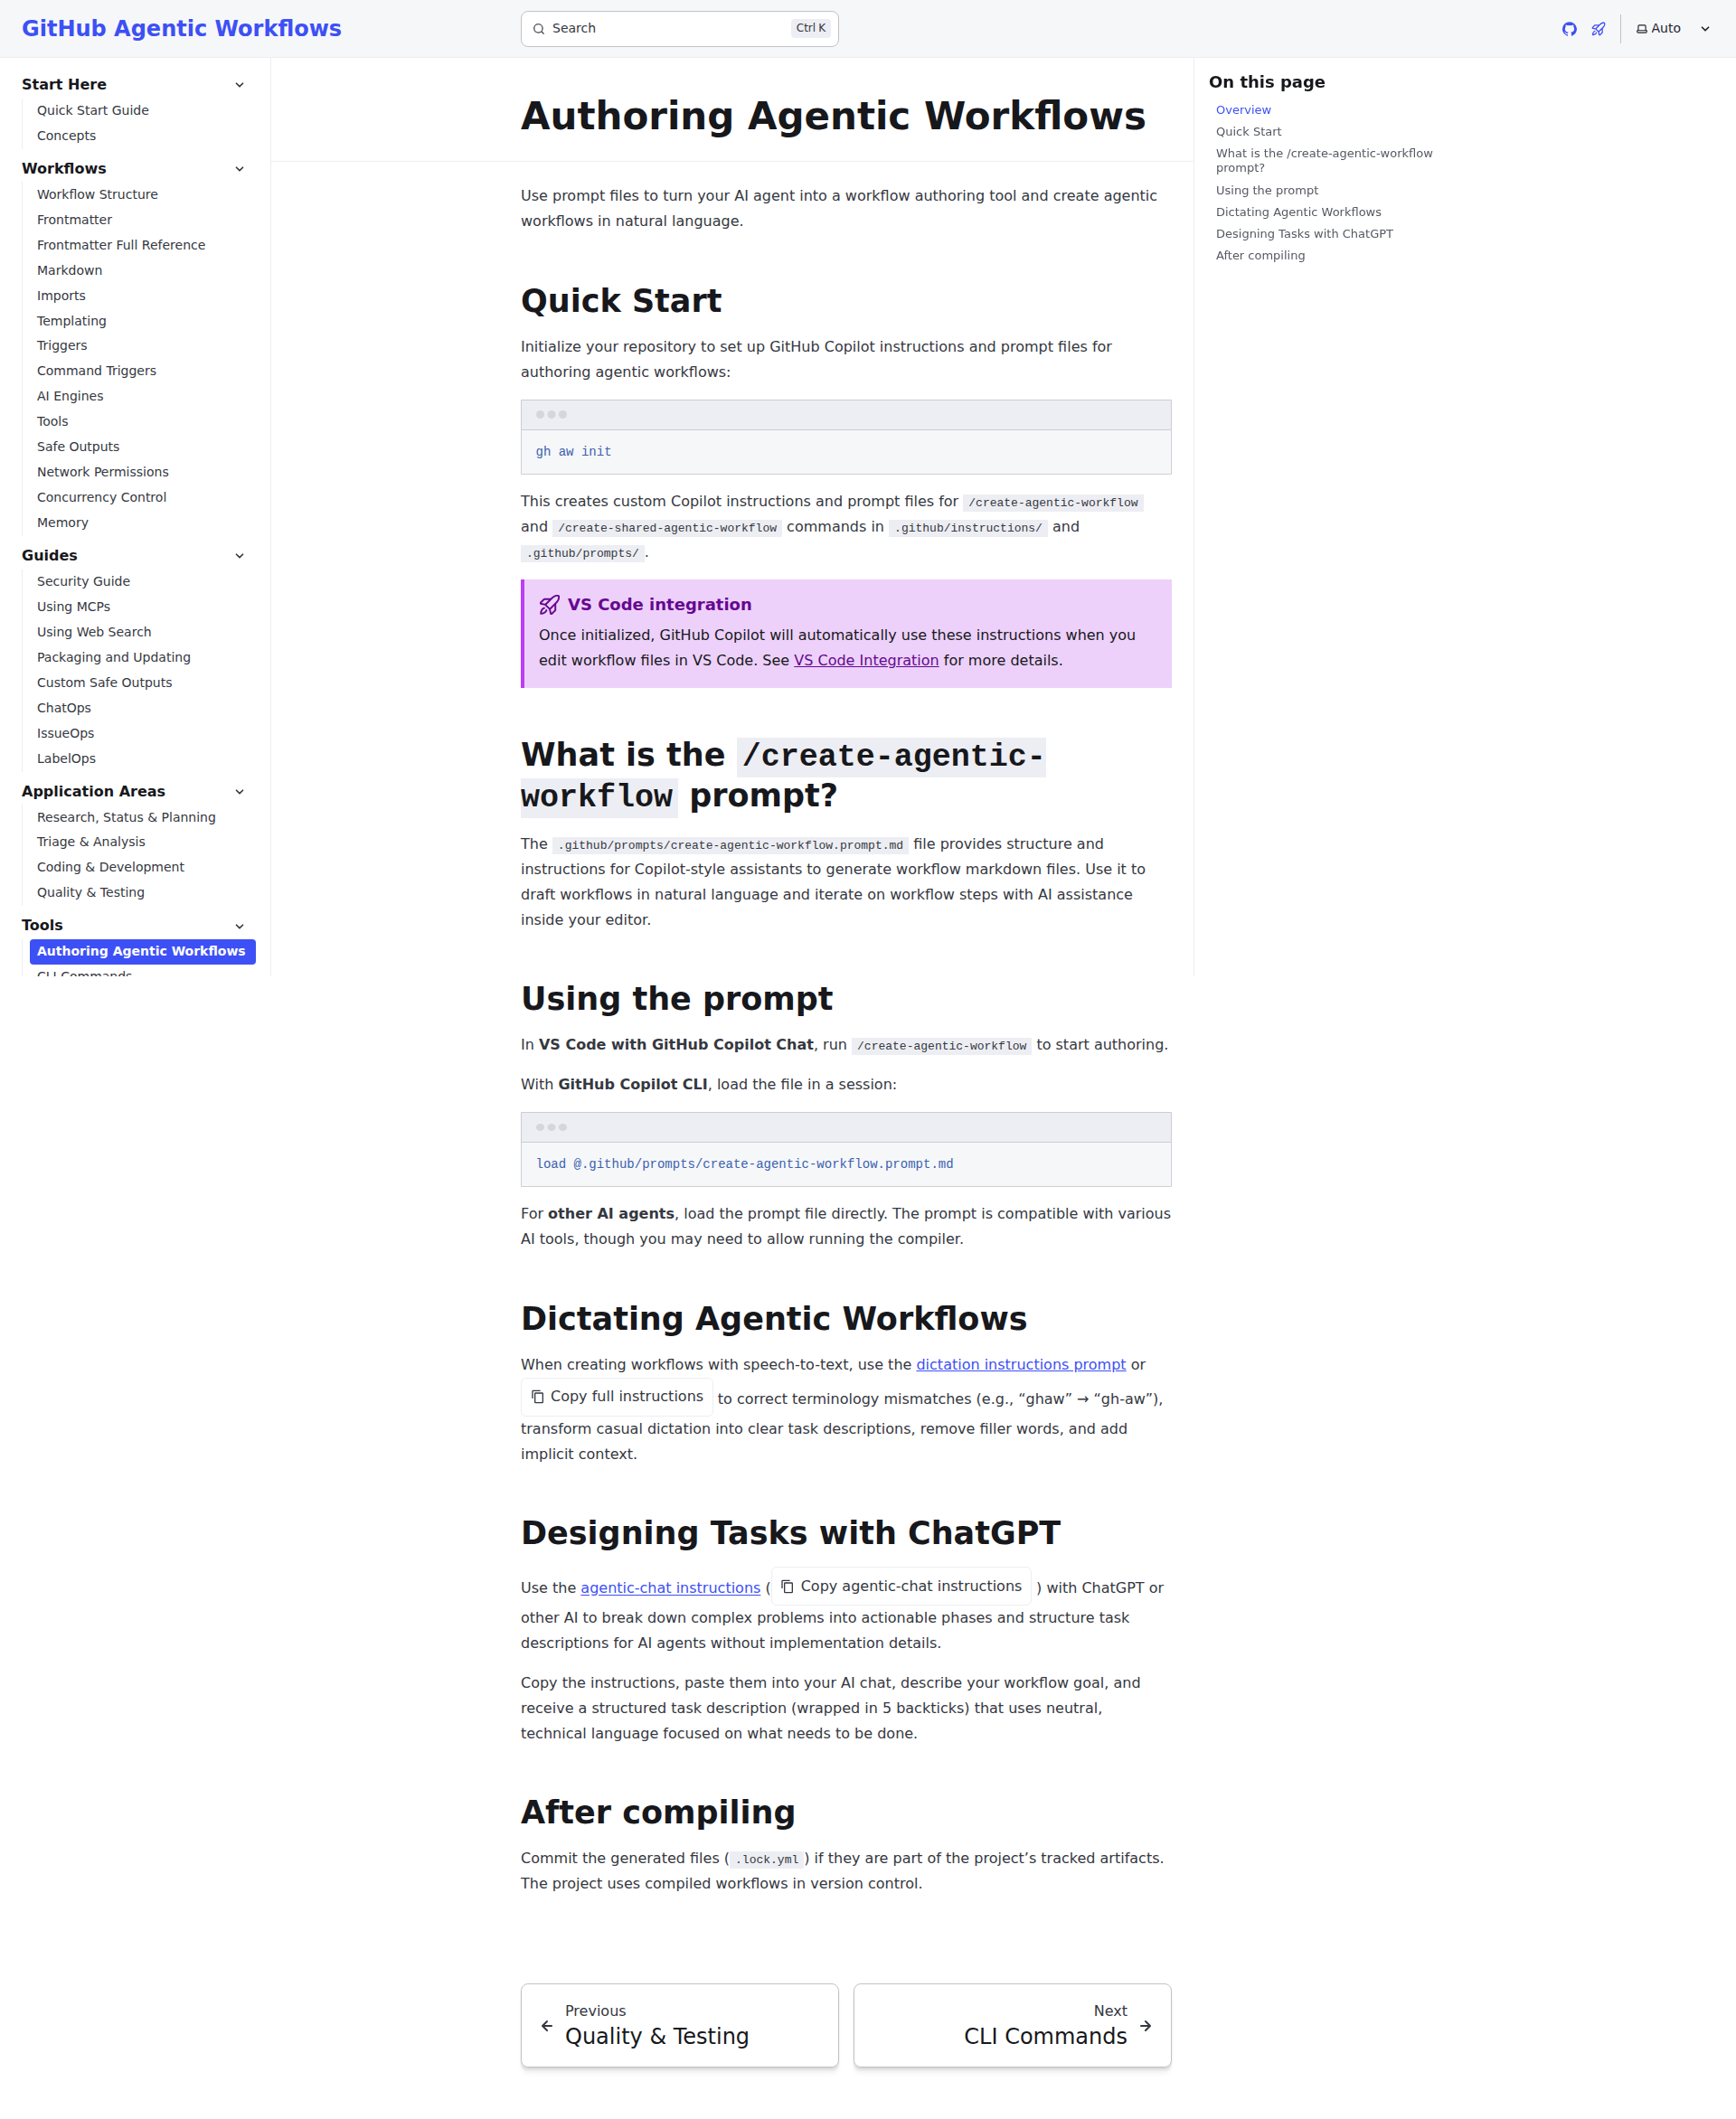 GitHub Agentic Workflows
Search
Ctrl K
Auto
Start Here
Quick Start Guide
Concepts
Workflows
Workflow Structure
Frontmatter
Frontmatter Full Reference
Markdown
Imports
Templating
Triggers
Command Triggers
AI Engines
Tools
Safe Outputs
Network Permissions
Concurrency Control
Memory
Guides
Security Guide
Using MCPs
Using Web Search
Packaging and Updating
Custom Safe Outputs
ChatOps
IssueOps
LabelOps
Application Areas
Research, Status & Planning
Triage & Analysis
Coding & Development
Quality & Testing
Tools
Authoring Agentic Workflows
CLI Commands
Authoring Agentic Workflows
Use prompt files to turn your AI agent into a workflow authoring tool and create agentic
workflows in natural language.
Quick Start
Initialize your repository to set up GitHub Copilot instructions and prompt files for
authoring agentic workflows:
gh aw init
This creates custom Copilot instructions and prompt files for /create-agentic-workflow
and /create-shared-agentic-workflow commands in .github/instructions/ and
.github/prompts/.
VS Code integration
Once initialized, GitHub Copilot will automatically use these instructions when you
edit workflow files in VS Code. See VS Code Integration for more details.
What is the /create-agentic-
workflow prompt?
The .github/prompts/create-agentic-workflow.prompt.md file provides structure and
instructions for Copilot-style assistants to generate workflow markdown files. Use it to
draft workflows in natural language and iterate on workflow steps with AI assistance
inside your editor.
Using the prompt
In VS Code with GitHub Copilot Chat, run /create-agentic-workflow to start authoring.
With GitHub Copilot CLI, load the file in a session:
load @.github/prompts/create-agentic-workflow.prompt.md
For other AI agents, load the prompt file directly. The prompt is compatible with various
AI tools, though you may need to allow running the compiler.
Dictating Agentic Workflows
When creating workflows with speech-to-text, use the dictation instructions prompt or
Copy full instructions to correct terminology mismatches (e.g., “ghaw” → “gh-aw”),
transform casual dictation into clear task descriptions, remove filler words, and add
implicit context.
Designing Tasks with ChatGPT
Use the agentic-chat instructions ( Copy agentic-chat instructions ) with ChatGPT or
other AI to break down complex problems into actionable phases and structure task
descriptions for AI agents without implementation details.
Copy the instructions, paste them into your AI chat, describe your workflow goal, and
receive a structured task description (wrapped in 5 backticks) that uses neutral,
technical language focused on what needs to be done.
After compiling
Commit the generated files (.lock.yml) if they are part of the project’s tracked artifacts.
The project uses compiled workflows in version control.
Previous
Quality & Testing
Next
CLI Commands
On this page
Overview
Quick Start
What is the /create-agentic-workflow
prompt?
Using the prompt
Dictating Agentic Workflows
Designing Tasks with ChatGPT
After compiling